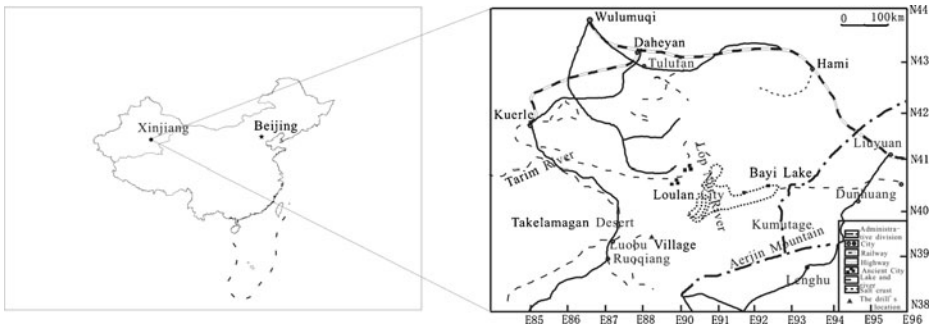 Xinjiang
Beijing
N44
0 100km
Wulumuqi
Daheyan
Tulufan
N43
Hami
N42
Kuerle
Liuyuan
N41
Tarim River
Lop
River
Bayi Lake
Loulan City
Dunhuang
N40
Takelamagan Desert
Kumutage
Luobu Village
Aerjin Mountain
N39
Ruoqiang
Lenghu
N38
E85 E86 E87 E88 E89 E90 E91 E92 E93 E94 E95 E96
Administra-
tive division
City
Railway
Highway
Ancient City
Lake and
river
Salt crust
The drill's
location